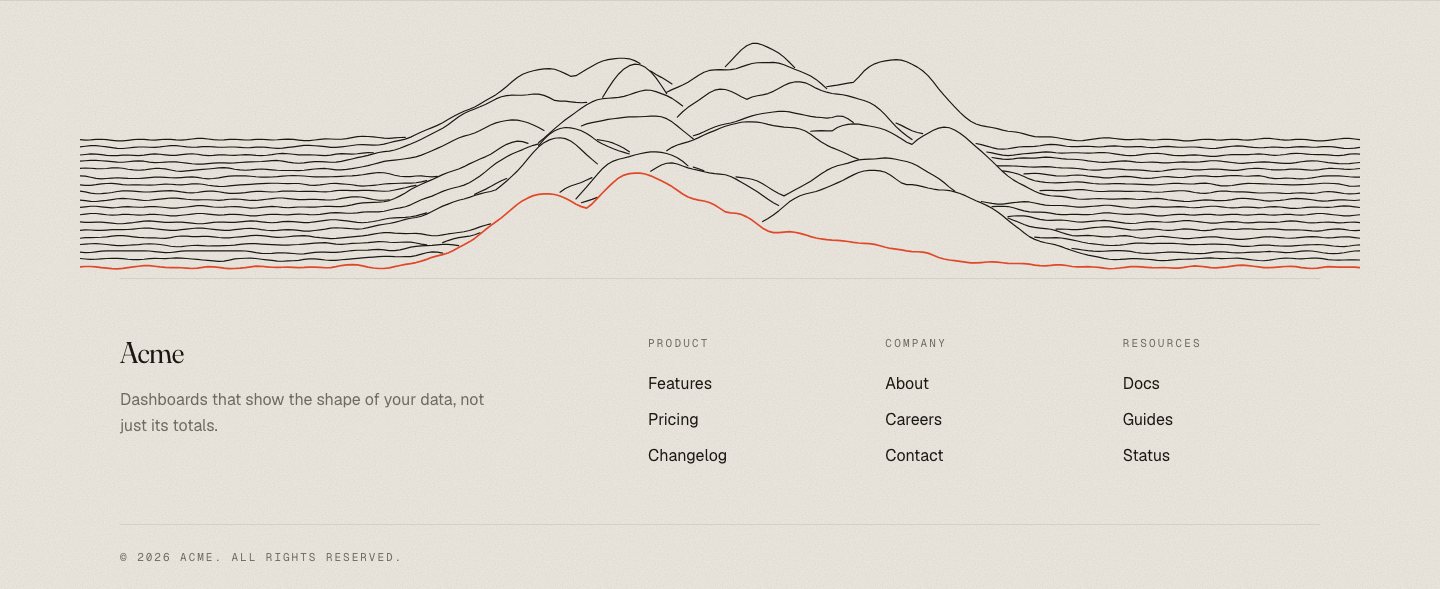 Acme
Dashboards that show the shape of your data, not
just its totals.
PRODUCT
Features
Pricing
Changelog
COMPANY
About
Careers
Contact
RESOURCES
Docs
Guides
Status
© 2026 ACME. ALL RIGHTS RESERVED.